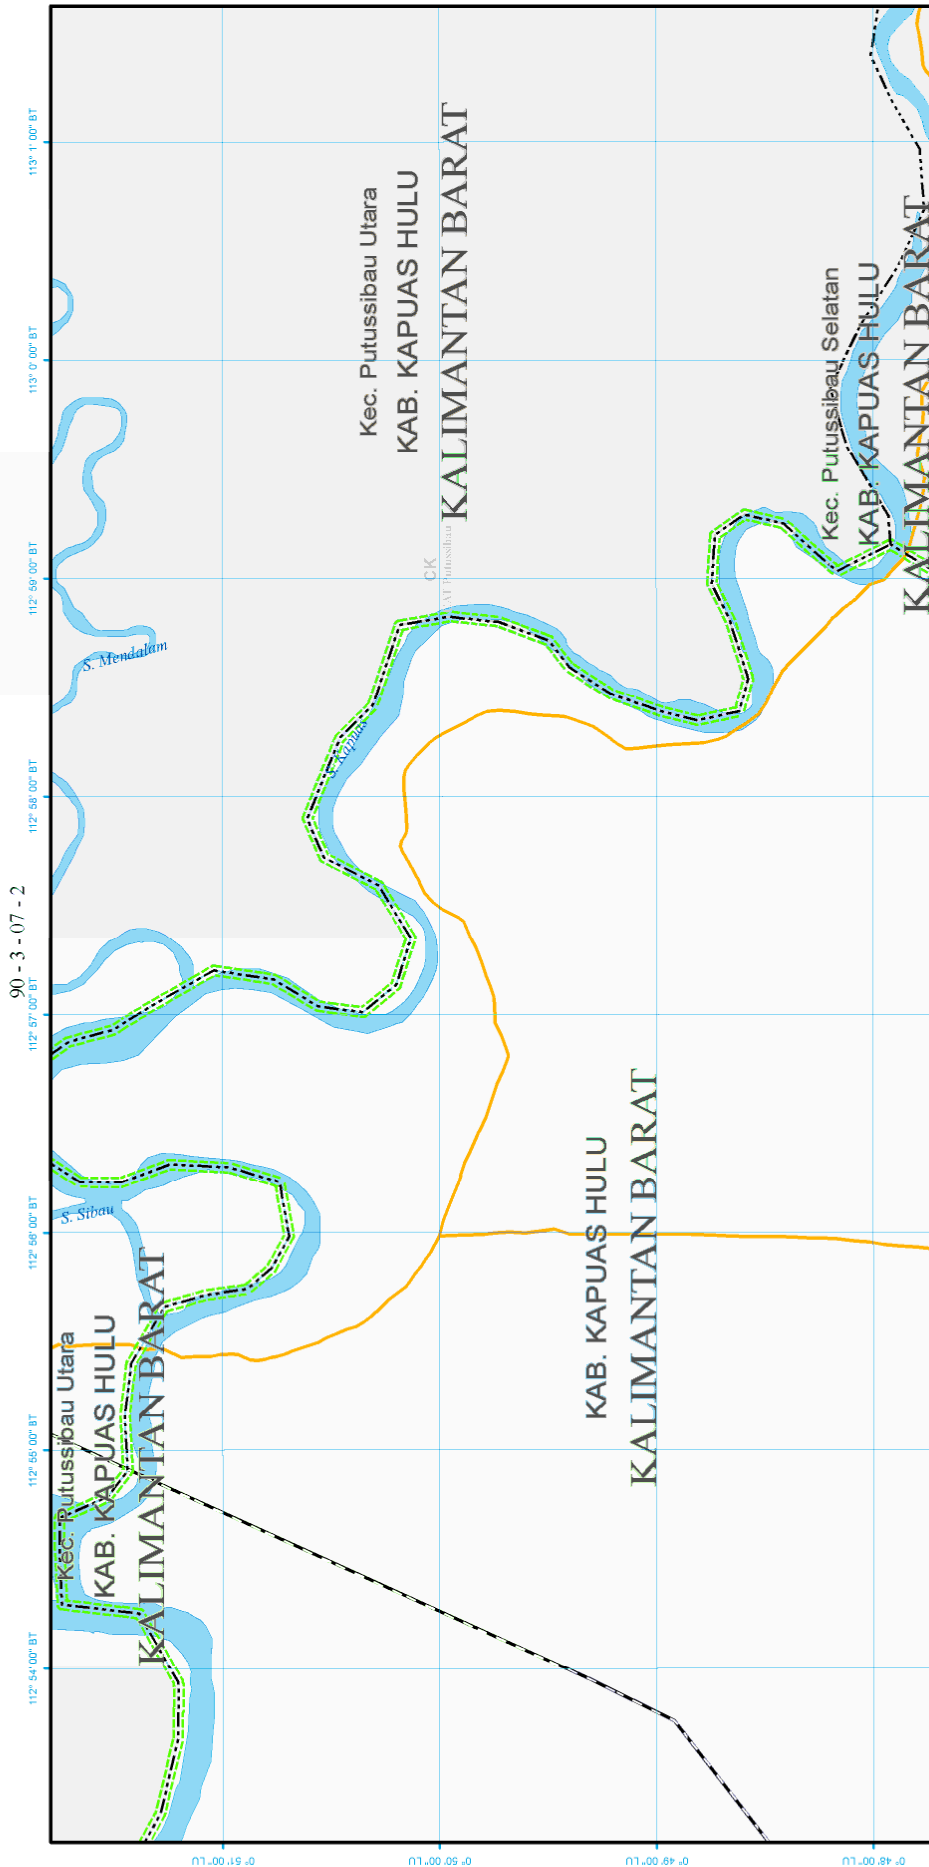 90 - 3 - 07 - 2
112° 54' 00" BT
112° 55' 00" BT
112° 56' 00" BT
112° 57' 00" BT
112° 58' 00" BT
112° 59' 00" BT
113° 0' 00" BT
113° 1' 00" BT
Kec. Putussibau Utara
KAB. KAPUAS HULU
KALIMANTAN BARAT
S. Sibau
S. Mendalam
S. Kapuas
Kec. Putussibau Utara
KAB. KAPUAS HULU
KALIMANTAN BARAT
CK
AT Putussibau
KAB. KAPUAS HULU
KALIMANTAN BARAT
Kec. Putussibau Selatan
KAB. KAPUAS HULU
KALIMANTAN BARAT
0° 51' 00" LU
0° 50' 00" LU
0° 49' 00" LU
0° 48' 00" LU